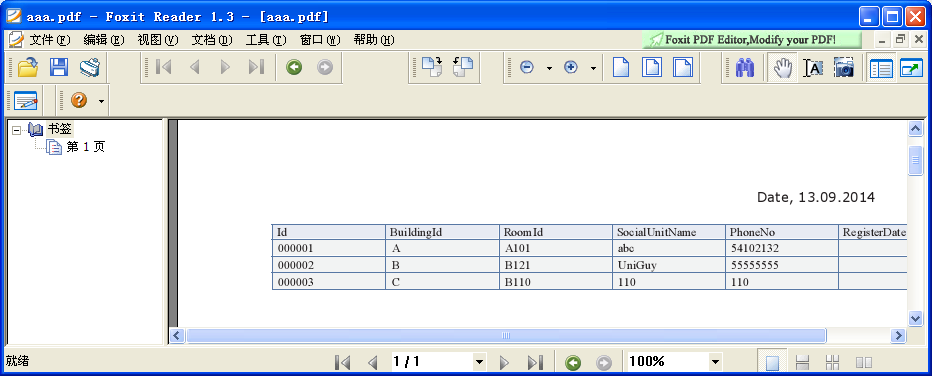 aaa.pdf - Foxit Reader 1.3 - [aaa.pdf]
文件(F) 编辑(E) 视图(V) 文档(D) 工具(T) 窗口(W) 帮助(H) Foxit PDF Editor,Modify your PDF!
书签
第 1 页
Date, 13.09.2014
Id BuildingId RoomId SocialUnitName PhoneNo RegisterDate
000001 A A101 abc 54102132
000002 B B121 UniGuy 55555555
000003 C B110 110 110
就绪 1 / 1 100%